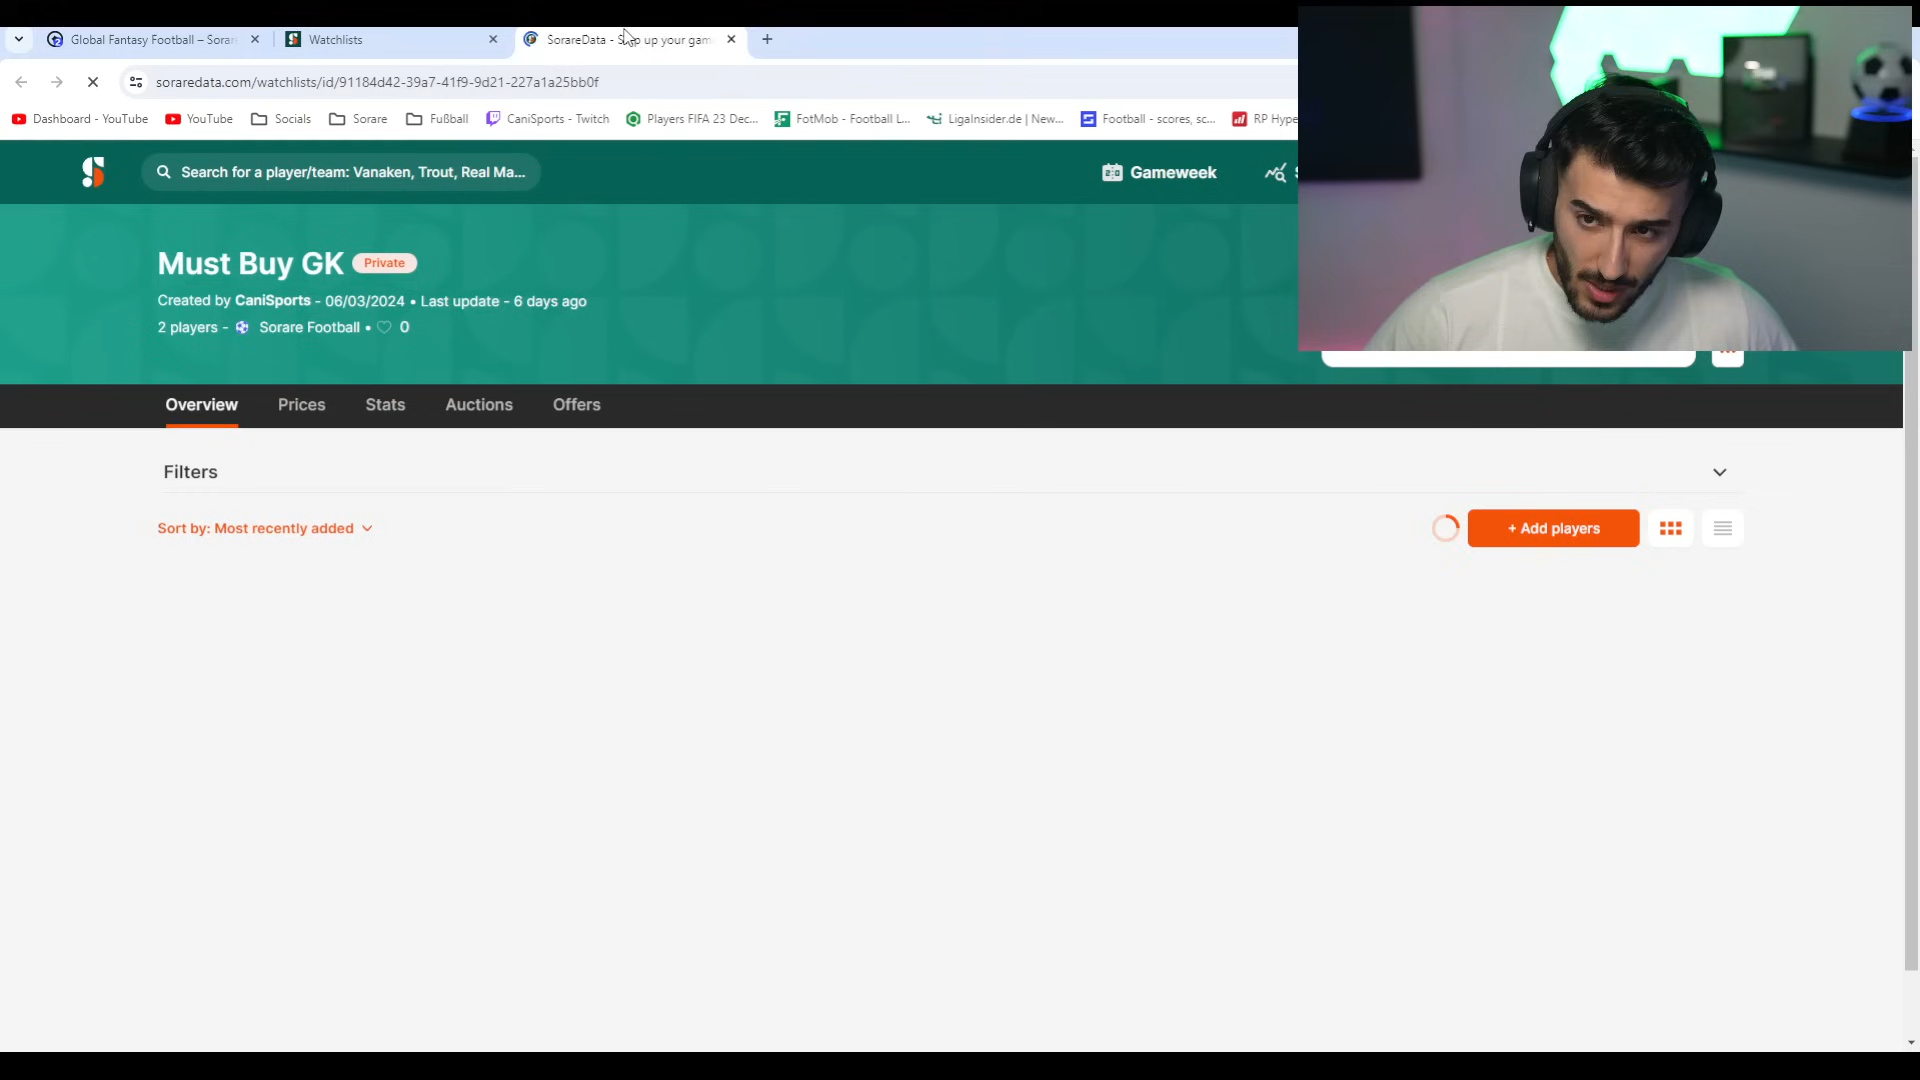 Global Fantasy Football – Sorar
Watchlists
SorareData - up your gam
soraredata.com/watchlists/id/91184d42-39a7-41f9-9d21-227a1a25bb0f
Dashboard - YouTube
YouTube
Socials
Sorare
Fußball
CaniSports - Twitch
Players FIFA 23 Dec...
FotMob - Football L...
LigaInsider.de | New...
Football - scores, sc...
RP Hype
Search for a player/team: Vanaken, Trout, Real Ma...
Gameweek
Must Buy GK Private
Created by CaniSports - 06/03/2024 • Last update - 6 days ago
2 players - Sorare Football • 0
Overview Prices Stats Auctions Offers
Filters
Sort by: Most recently added
+ Add players